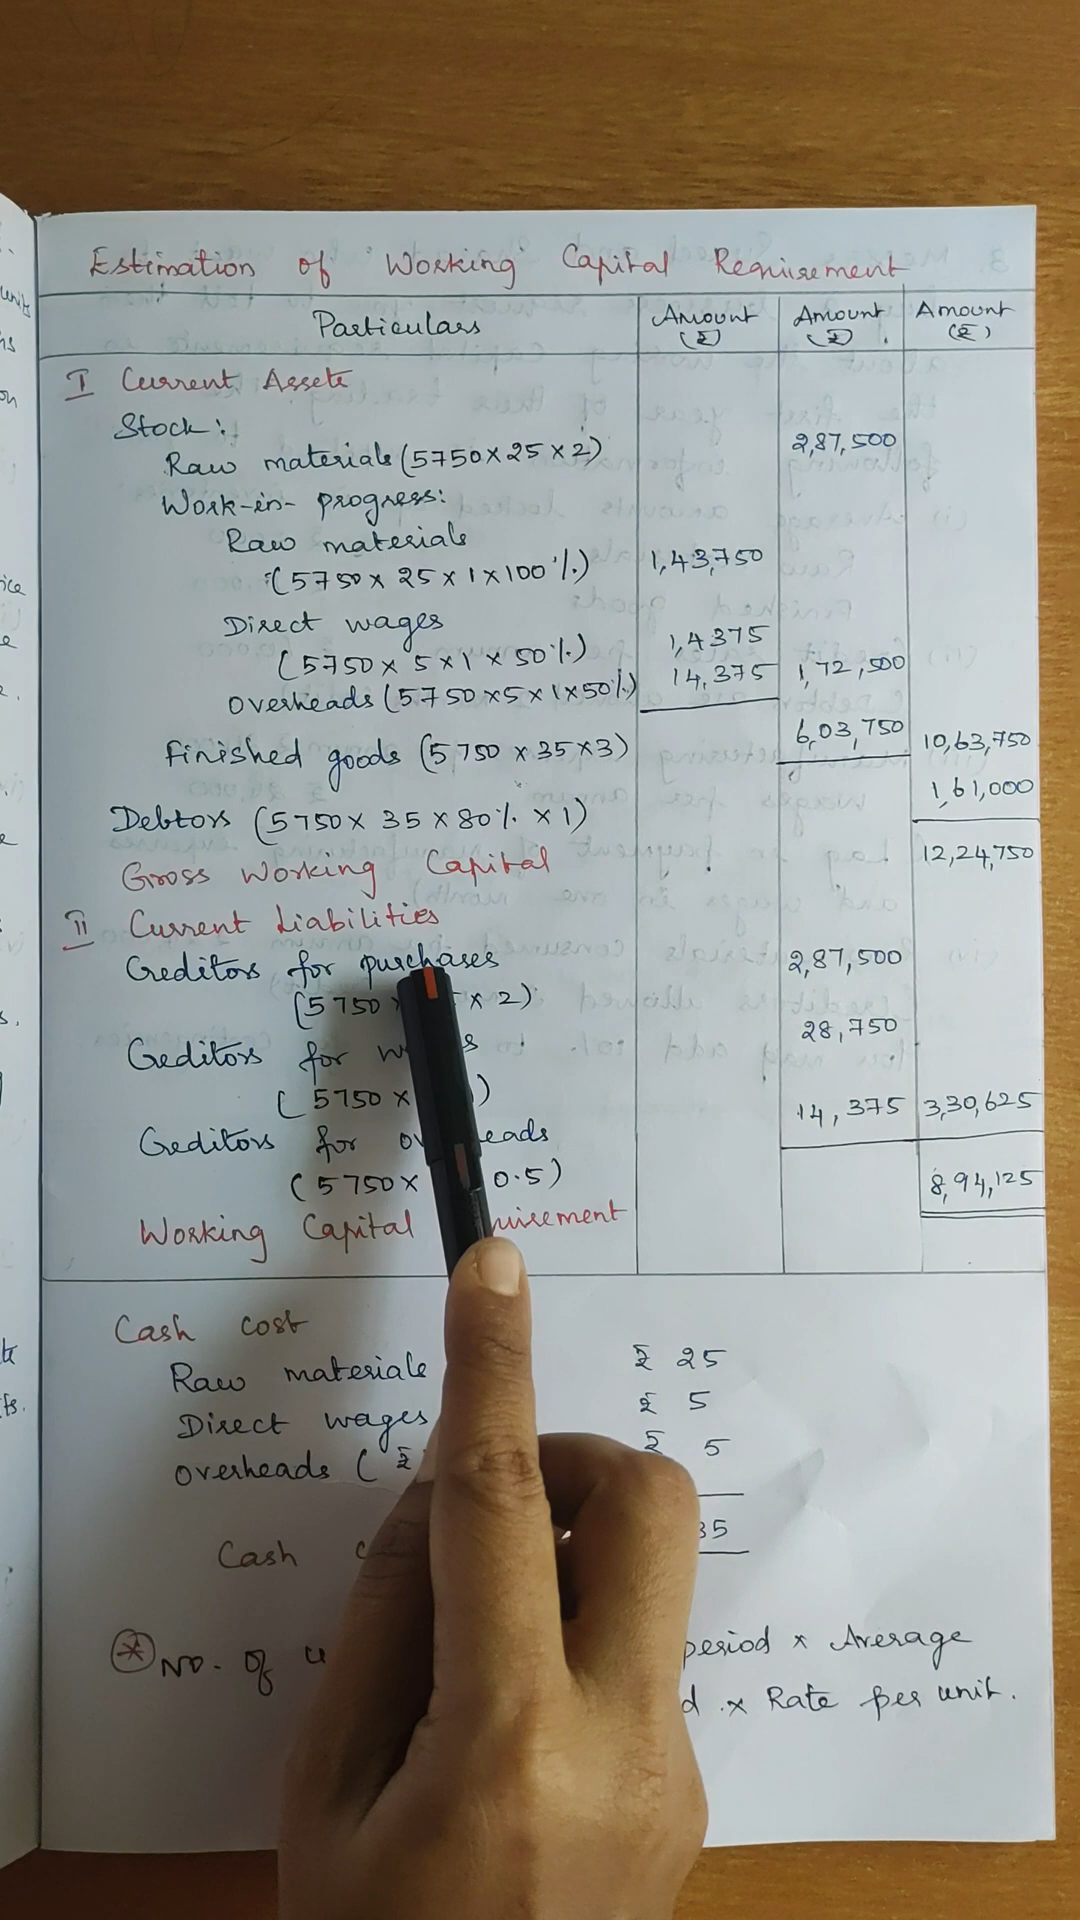 Estimation of Working Capital Requirement
Particulars Amount (₹) Amount (₹) Amount (₹)
I Current Assets
Stock:
Raw materials (5750 x 25 x 2) 2,87,500
Work-in-progress:
Raw materials
(5750 x 25 x 1 x 100%) 1,43,750
Direct wages
(5750 x 5 x 1 x 50%) 1,4375
Overheads (5750 x 5 x 1 x 50%) 14,375 1,72,500
Finished goods (5750 x 35 x 3) 6,03,750 10,63,750
Debtors (5750 x 35 x 80% x 1) 1,61,000
Gross Working Capital 12,24,750
II Current Liabilities
Creditors for purchases 2,87,500
(5750 x x 2)
Creditors for 28,750
(5750 x )
Creditors for 14,375 3,30,625
(5750 x 0.5)
Working Capital 8,94,125
Cash cost
Raw materials ₹ 25
Direct wages ₹ 5
Overheads ( ₹ ₹ 5
Cash 35
* No. of period x Average
x Rate per unit.